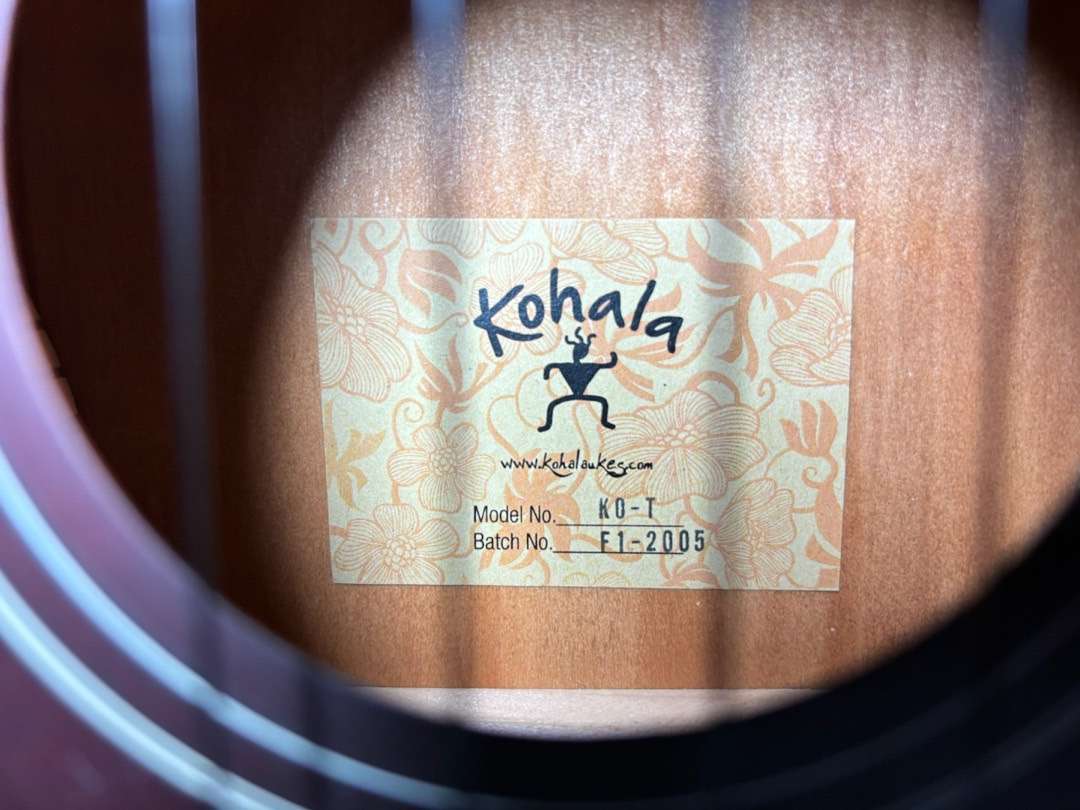 Kohala
www.kohalaukes.com
Model No. KO-T
Batch No. F1-2005